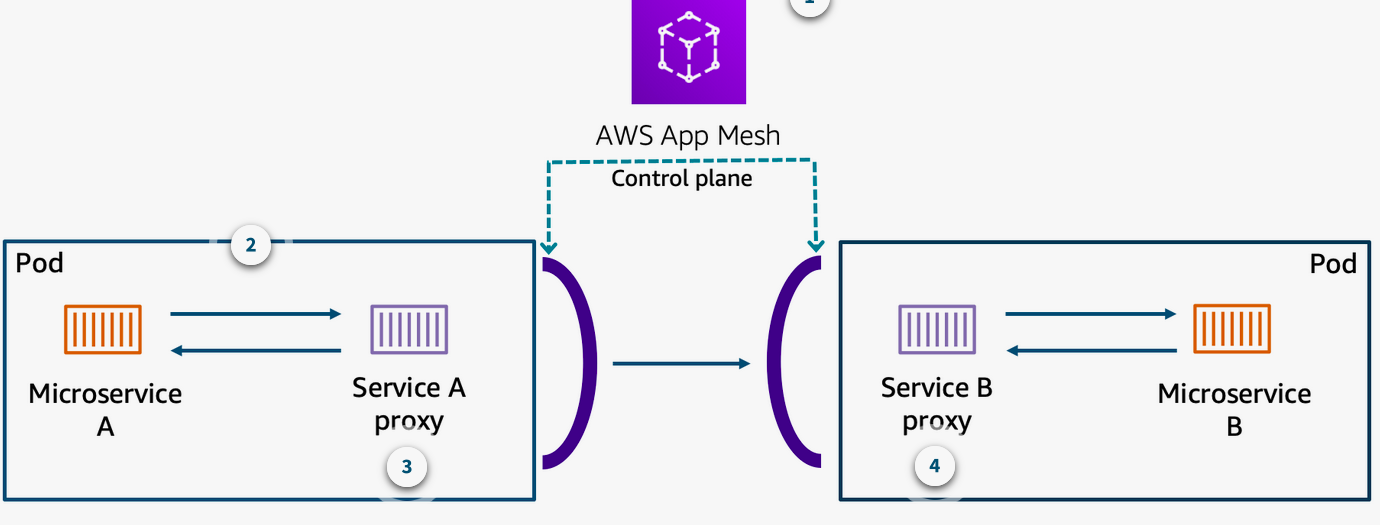 1
AWS App Mesh
Control plane
2
Pod
Pod
Microservice
A
Service A
proxy
Service B
proxy
Microservice
B
3
4